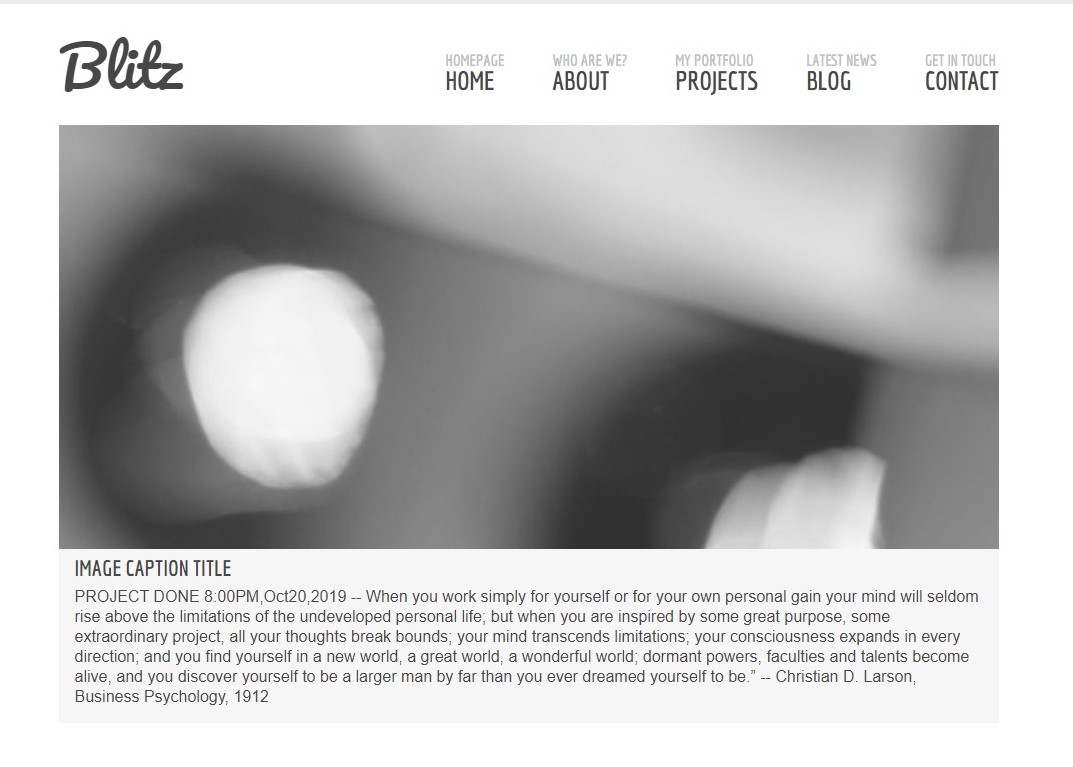 Blitz
HOMEPAGE WHO ARE WE? MY PORTFOLIO LATEST NEWS GET IN TOUCH
HOME ABOUT PROJECTS BLOG CONTACT
IMAGE CAPTION TITLE
PROJECT DONE 8:00PM,Oct20,2019 -- When you work simply for yourself or for your own personal gain your mind will seldom
rise above the limitations of the undeveloped personal life; but when you are inspired by some great purpose, some
extraordinary project, all your thoughts break bounds; your mind transcends limitations; your consciousness expands in every
direction; and you find yourself in a new world, a great world, a wonderful world; dormant powers, faculties and talents become
alive, and you discover yourself to be a larger man by far than you ever dreamed yourself to be.” -- Christian D. Larson,
Business Psychology, 1912